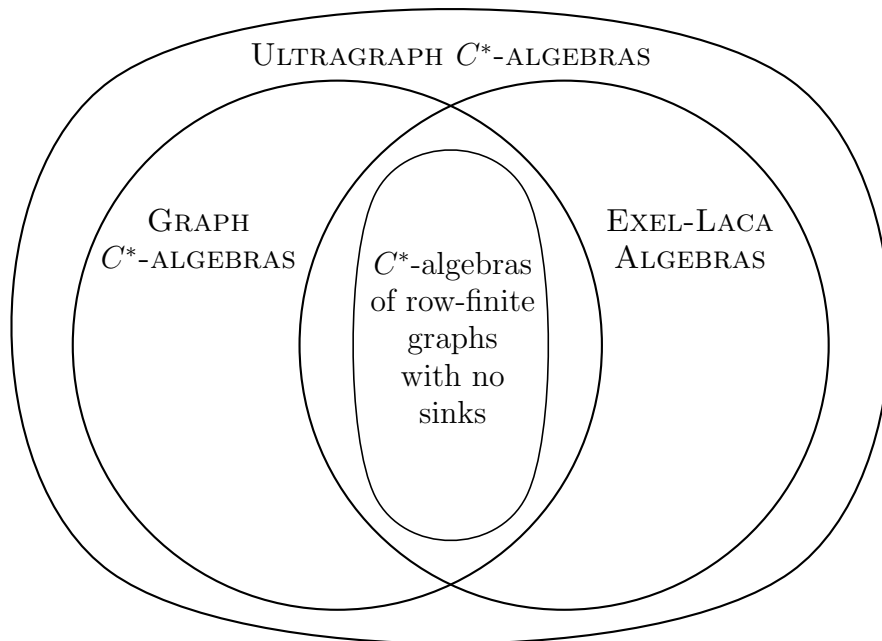 ULTRAGRAPH C*-ALGEBRAS
GRAPH
C*-ALGEBRAS
EXEL-LACA
ALGEBRAS
C*-algebras
of row-finite
graphs
with no
sinks